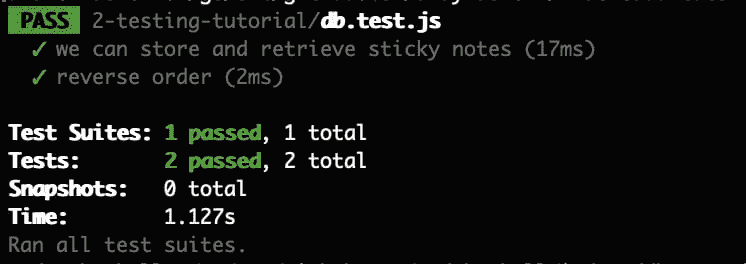 PASS 2-testing-tutorial/db.test.js
✓ we can store and retrieve sticky notes (17ms)
✓ reverse order (2ms)
Test Suites: 1 passed, 1 total
Tests: 2 passed, 2 total
Snapshots: 0 total
Time: 1.127s
Ran all test suites.